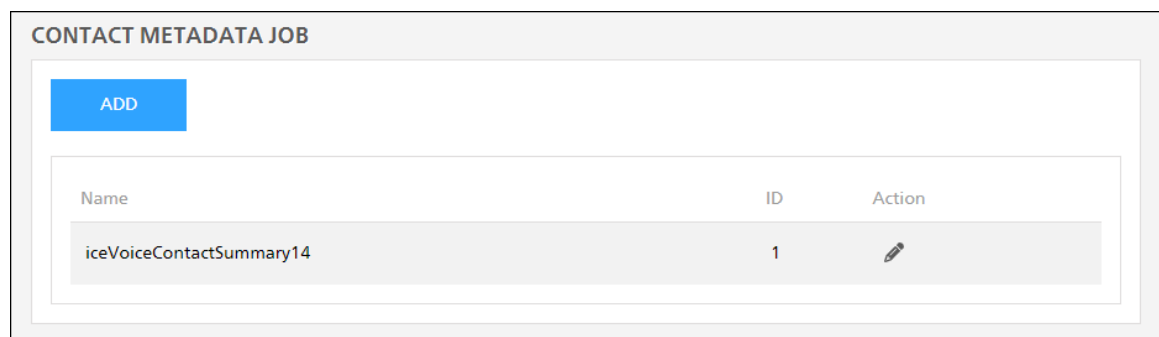 CONTACT METADATA JOB
ADD
Name ID Action
iceVoiceContactSummary14 1